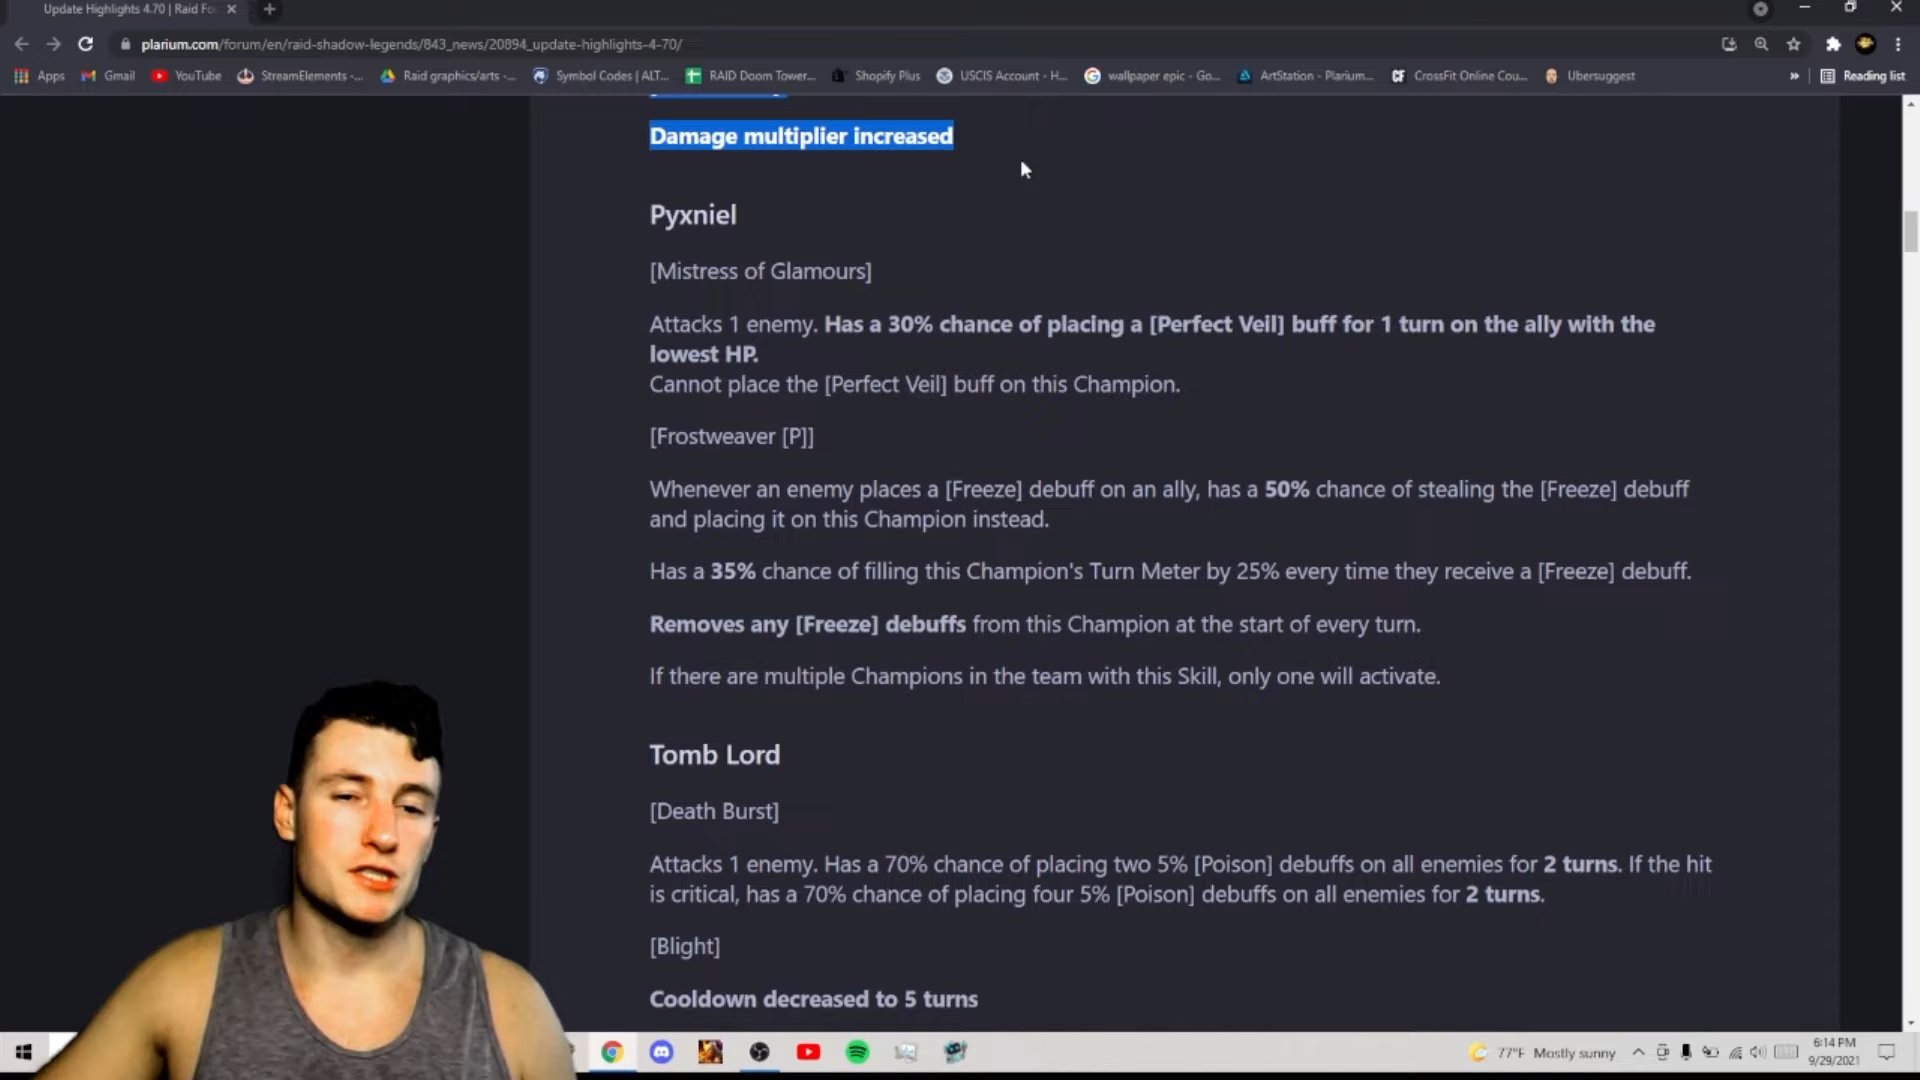 Update Highlights 4.70 | Raid Fo
plarium.com/forum/en/raid-shadow-legends/843_news/20894_update-highlights-4-70/
Apps Gmail YouTube StreamElements -... Raid graphics/arts -... Symbol Codes | ALT... RAID Doom Tower... Shopify Plus USCIS Account - H... wallpaper epic - Go... ArtStation - Plarium... CrossFit Online Cou... Ubersuggest » Reading list
Damage multiplier increased
Pyxniel
[Mistress of Glamours]
Attacks 1 enemy. Has a 30% chance of placing a [Perfect Veil] buff for 1 turn on the ally with the
lowest HP.
Cannot place the [Perfect Veil] buff on this Champion.
[Frostweaver [P]]
Whenever an enemy places a [Freeze] debuff on an ally, has a 50% chance of stealing the [Freeze] debuff
and placing it on this Champion instead.
Has a 35% chance of filling this Champion's Turn Meter by 25% every time they receive a [Freeze] debuff.
Removes any [Freeze] debuffs from this Champion at the start of every turn.
If there are multiple Champions in the team with this Skill, only one will activate.
Tomb Lord
[Death Burst]
Attacks 1 enemy. Has a 70% chance of placing two 5% [Poison] debuffs on all enemies for 2 turns. If the hit
is critical, has a 70% chance of placing four 5% [Poison] debuffs on all enemies for 2 turns.
[Blight]
Cooldown decreased to 5 turns
77°F Mostly sunny
6:14 PM
9/29/2021